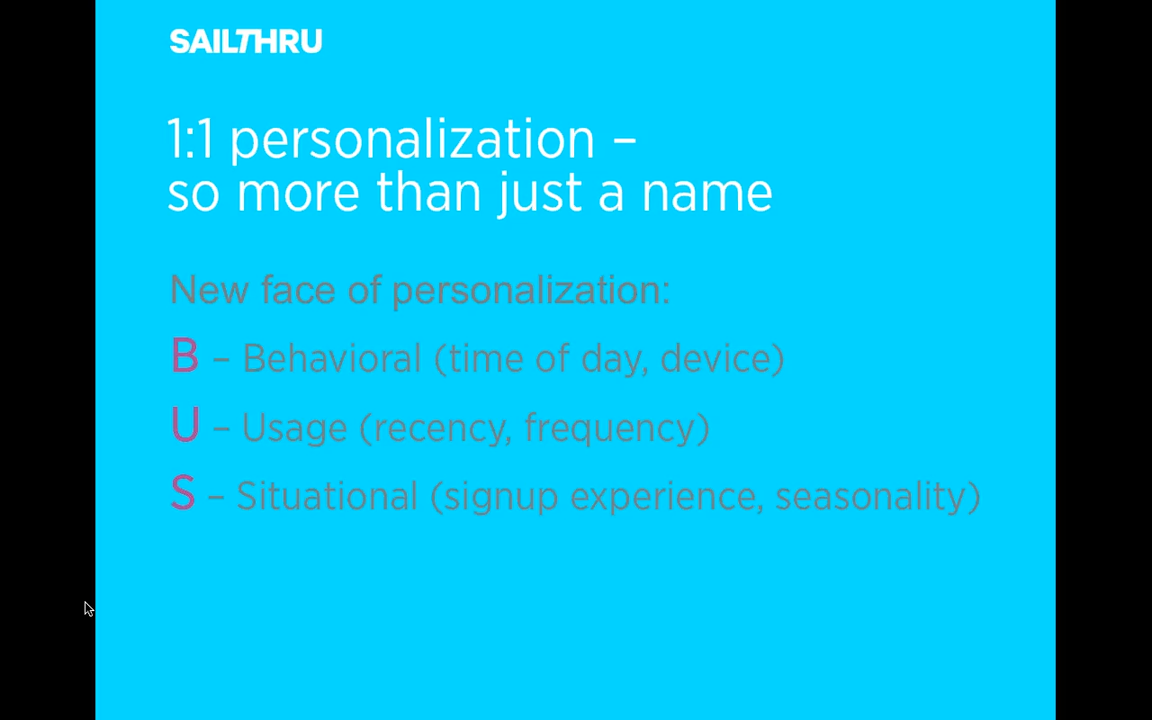 SAILTHRU
1:1 personalization –
so more than just a name
New face of personalization:
B – Behavioral (time of day, device)
U – Usage (recency, frequency)
S – Situational (signup experience, seasonality)